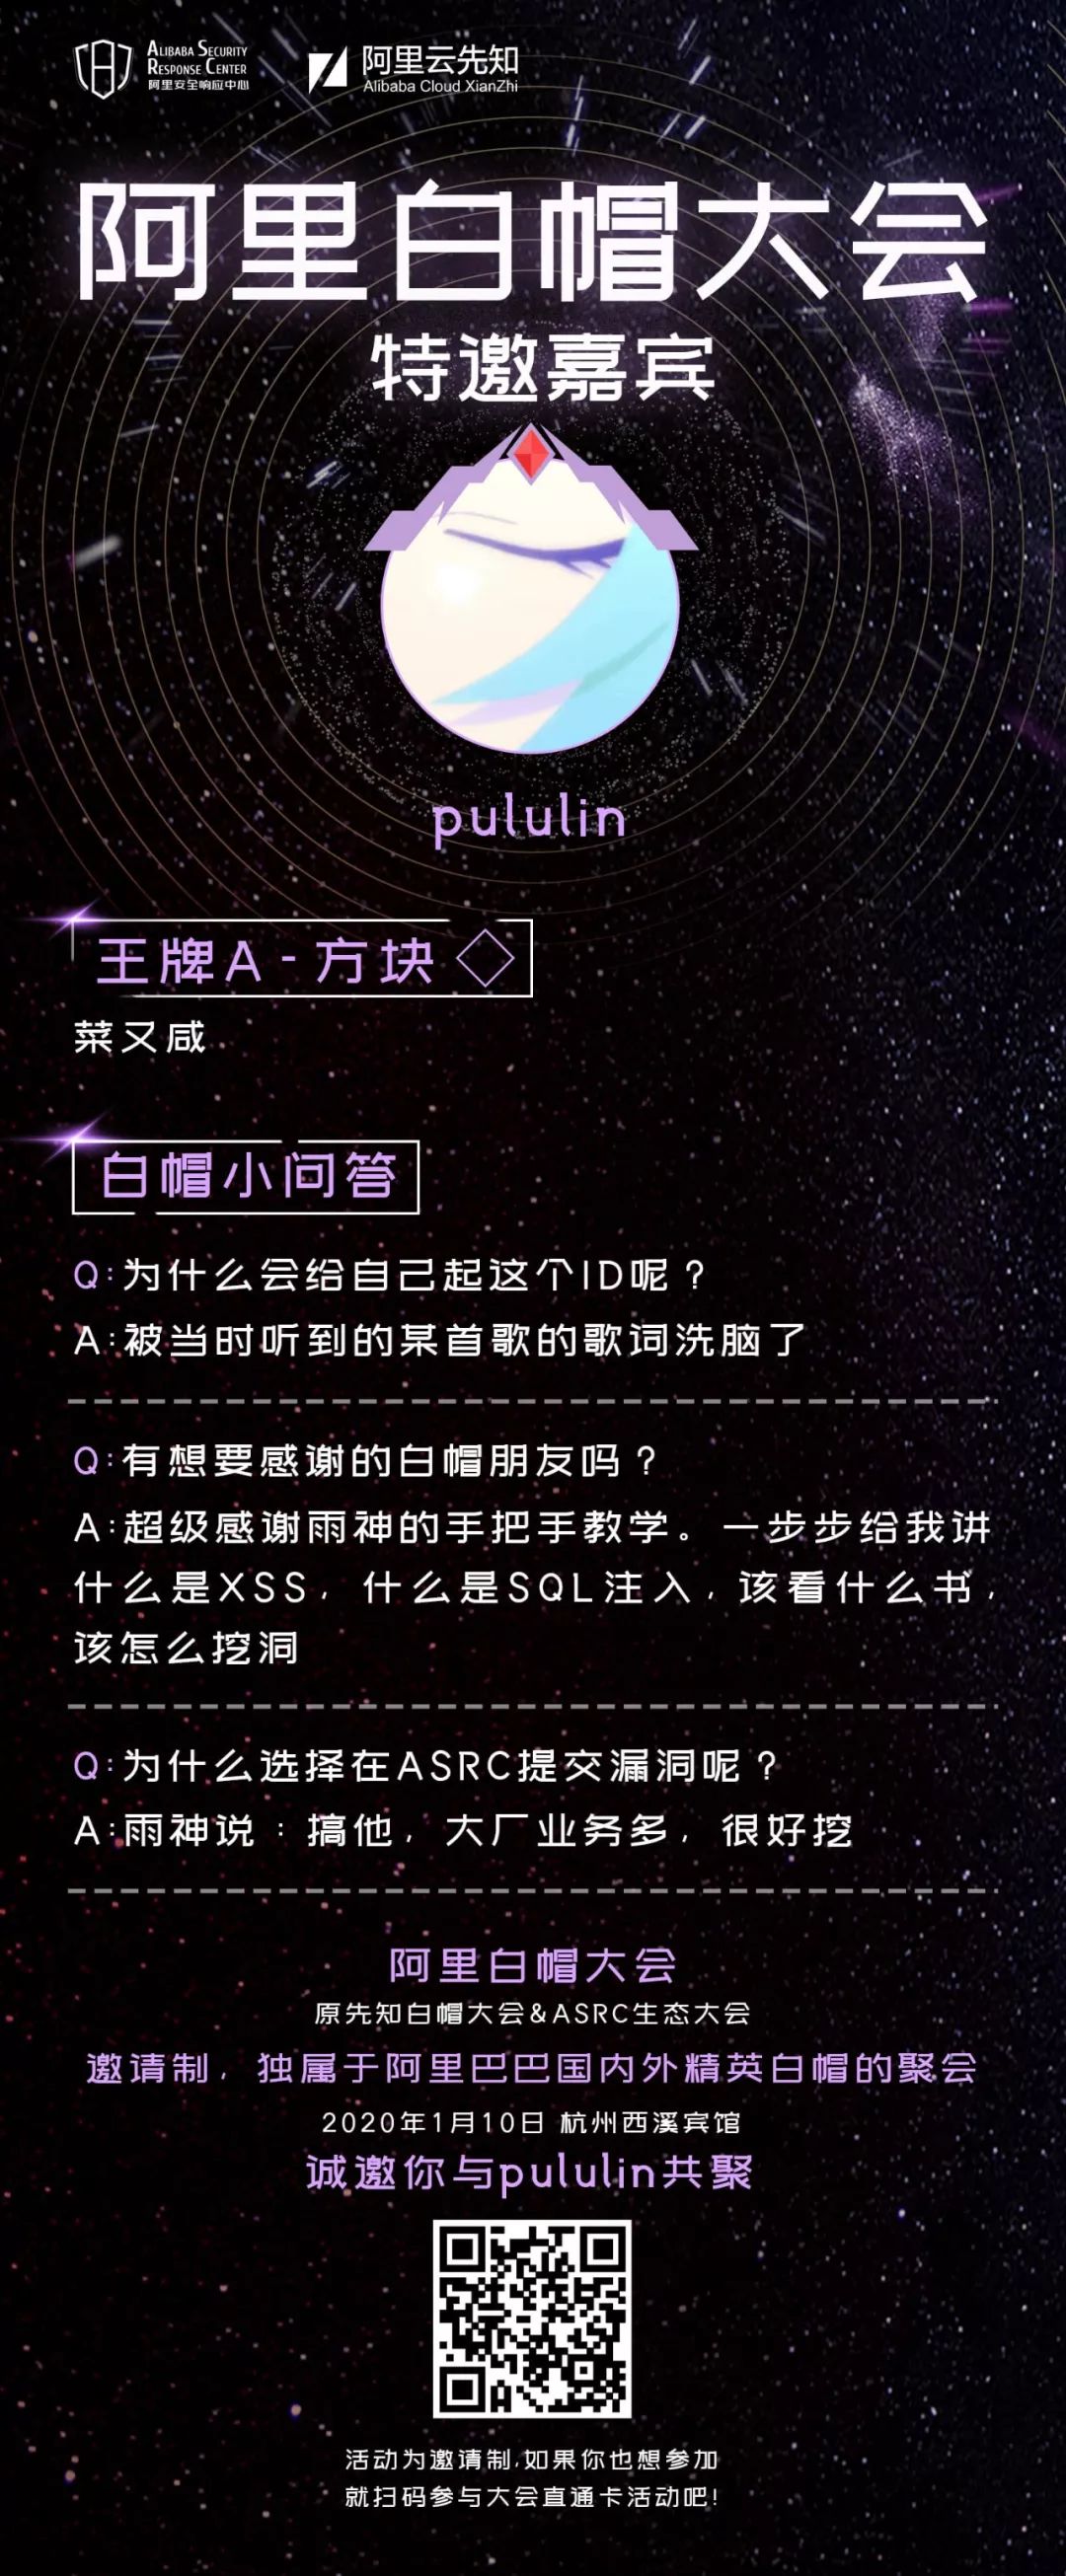 ALIBABA SECURITY
RESPONSE CENTER
阿里安全响应中心
阿里云先知
Alibaba Cloud XianZhi
阿里白帽大会
特邀嘉宾
pululin
王牌A-方块
菜又咸
白帽小问答
Q:为什么会给自己起这个ID呢？
A:被当时听到的某首歌的歌词洗脑了
Q:有想要感谢的白帽朋友吗？
A:超级感谢雨神的手把手教学。一步步给我讲
什么是XSS，什么是SQL注入，该看什么书，
该怎么挖洞
Q:为什么选择在ASRC提交漏洞呢？
A:雨神说：搞他，大厂业务多，很好挖
阿里白帽大会
原先知白帽大会&ASRC生态大会
邀请制，独属于阿里巴巴国内外精英白帽的聚会
2020年1月10日 杭州西溪宾馆
诚邀你与pululin共聚
活动为邀请制,如果你也想参加
就扫码参与大会直通卡活动吧!